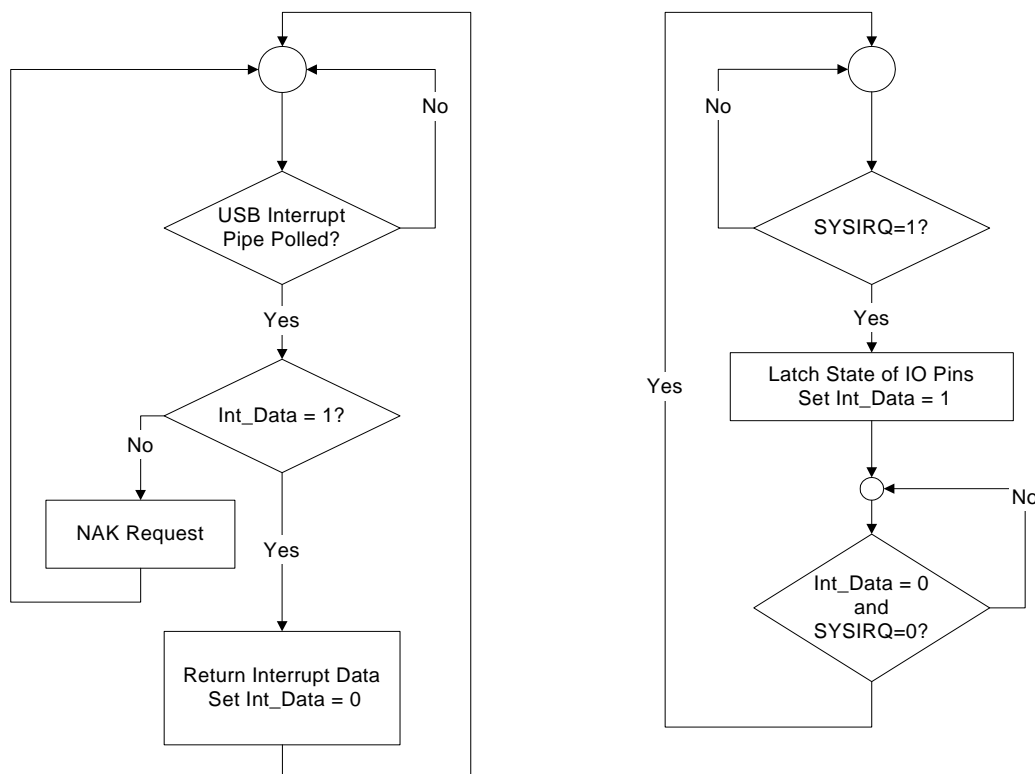 No
USB Interrupt
Pipe Polled?
Yes
Int_Data = 1?
No
NAK Request
Yes
Return Interrupt Data
Set Int_Data = 0
No
SYSIRQ=1?
Yes
Yes
Latch State of IO Pins
Set Int_Data = 1
No
Int_Data = 0
and
SYSIRQ=0?